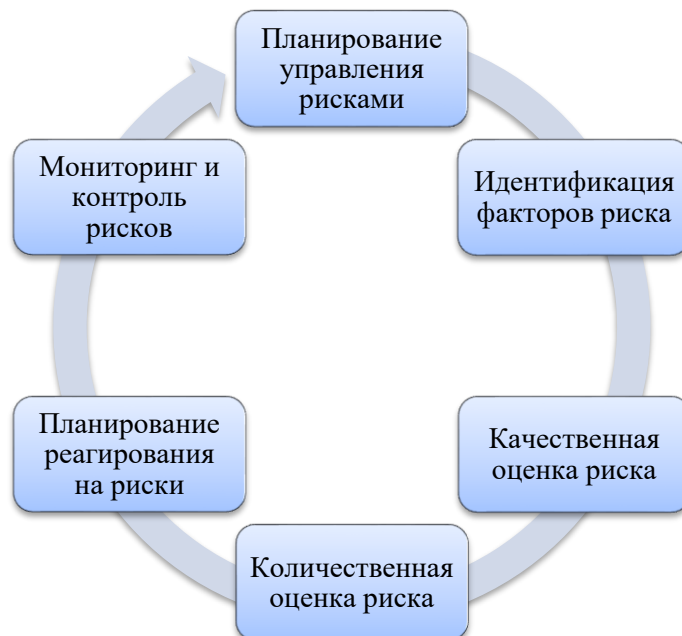 Планирование
управления
рисками
Идентификация
факторов риска
Качественная
оценка риска
Количественная
оценка риска
Планирование
реагирования
на риски
Мониторинг и
контроль
рисков